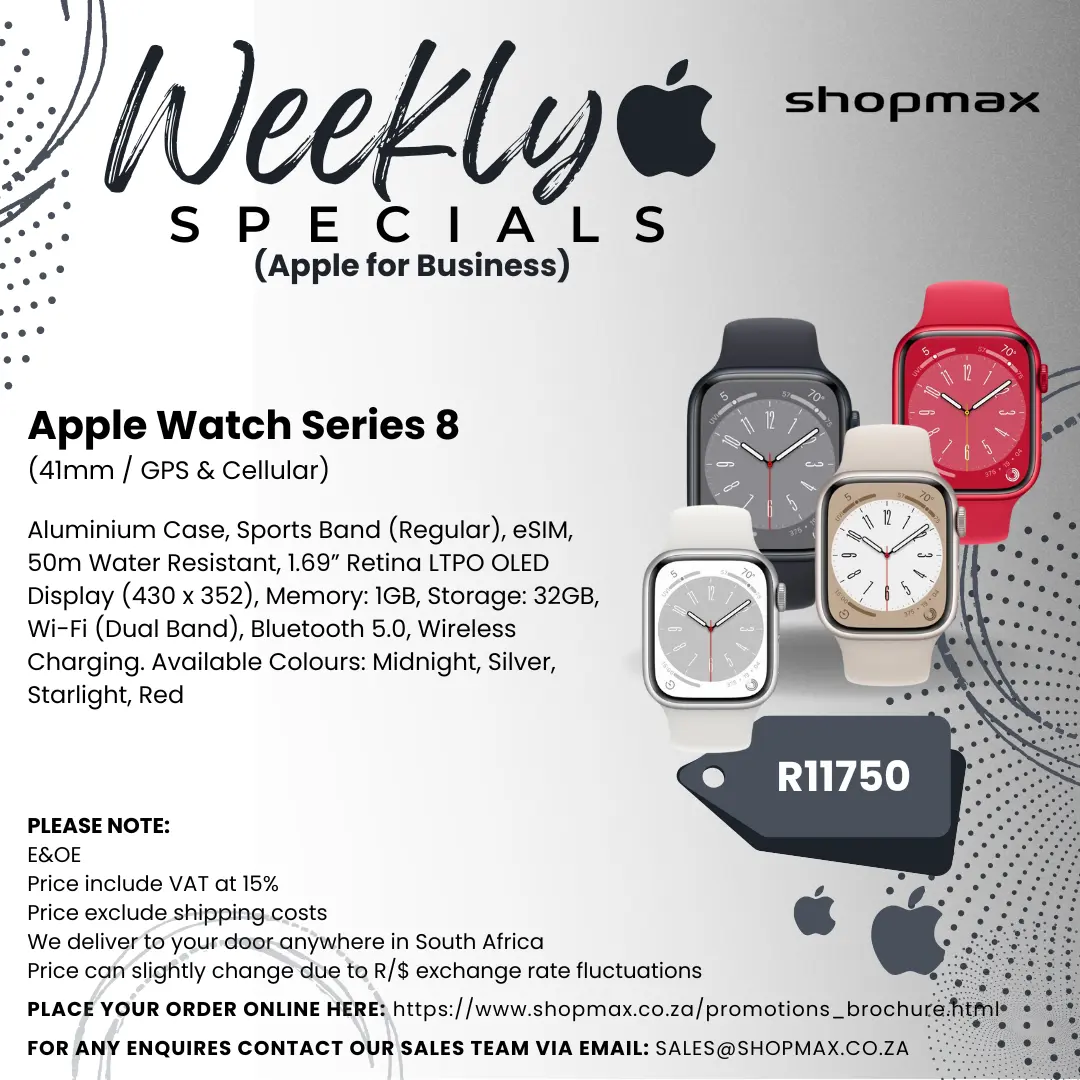 Weekly
shopmax
SPECIALS
(Apple for Business)
Apple Watch Series 8
(41mm / GPS & Cellular)
Aluminium Case, Sports Band (Regular), eSIM,
50m Water Resistant, 1.69” Retina LTPO OLED
Display (430 x 352), Memory: 1GB, Storage: 32GB,
Wi-Fi (Dual Band), Bluetooth 5.0, Wireless
Charging. Available Colours: Midnight, Silver,
Starlight, Red
R11750
PLEASE NOTE:
E&OE
Price include VAT at 15%
Price exclude shipping costs
We deliver to your door anywhere in South Africa
Price can slightly change due to R/$ exchange rate fluctuations
PLACE YOUR ORDER ONLINE HERE: https://www.shopmax.co.za/promotions_brochure.html
FOR ANY ENQUIRES CONTACT OUR SALES TEAM VIA EMAIL: SALES@SHOPMAX.CO.ZA